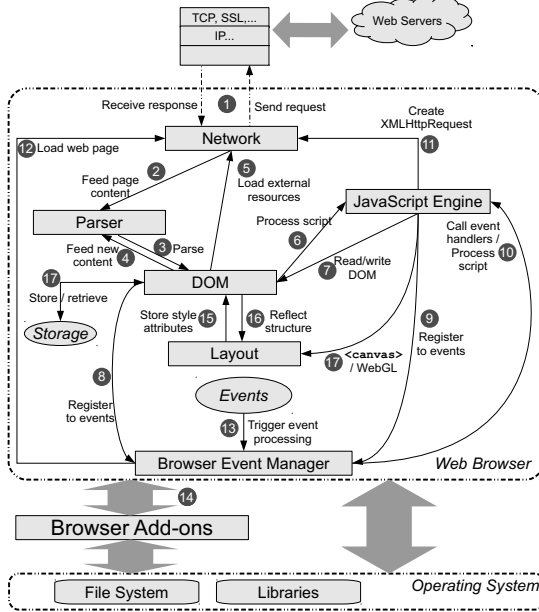 TCP, SSL,...
IP...
Web Servers
Receive response
1
Send request
Create
XMLHttpRequest
12 Load web page
Network
11
2
Feed page
content
5
Load external
resources
JavaScript Engine
Parser
Process script
6
Call event
handlers /
Process
script
10
Feed new
content
4
3 Parse
7
Read/write
DOM
17
Store / retrieve
DOM
Store style
attributes
15
16
Reflect
structure
9
Register
to events
Storage
Layout
17
<canvas>
/ WebGL
8
Register
to events
Events
13
Trigger event
processing
Browser Event Manager
Web Browser
14
Browser Add-ons
Operating System
File System
Libraries